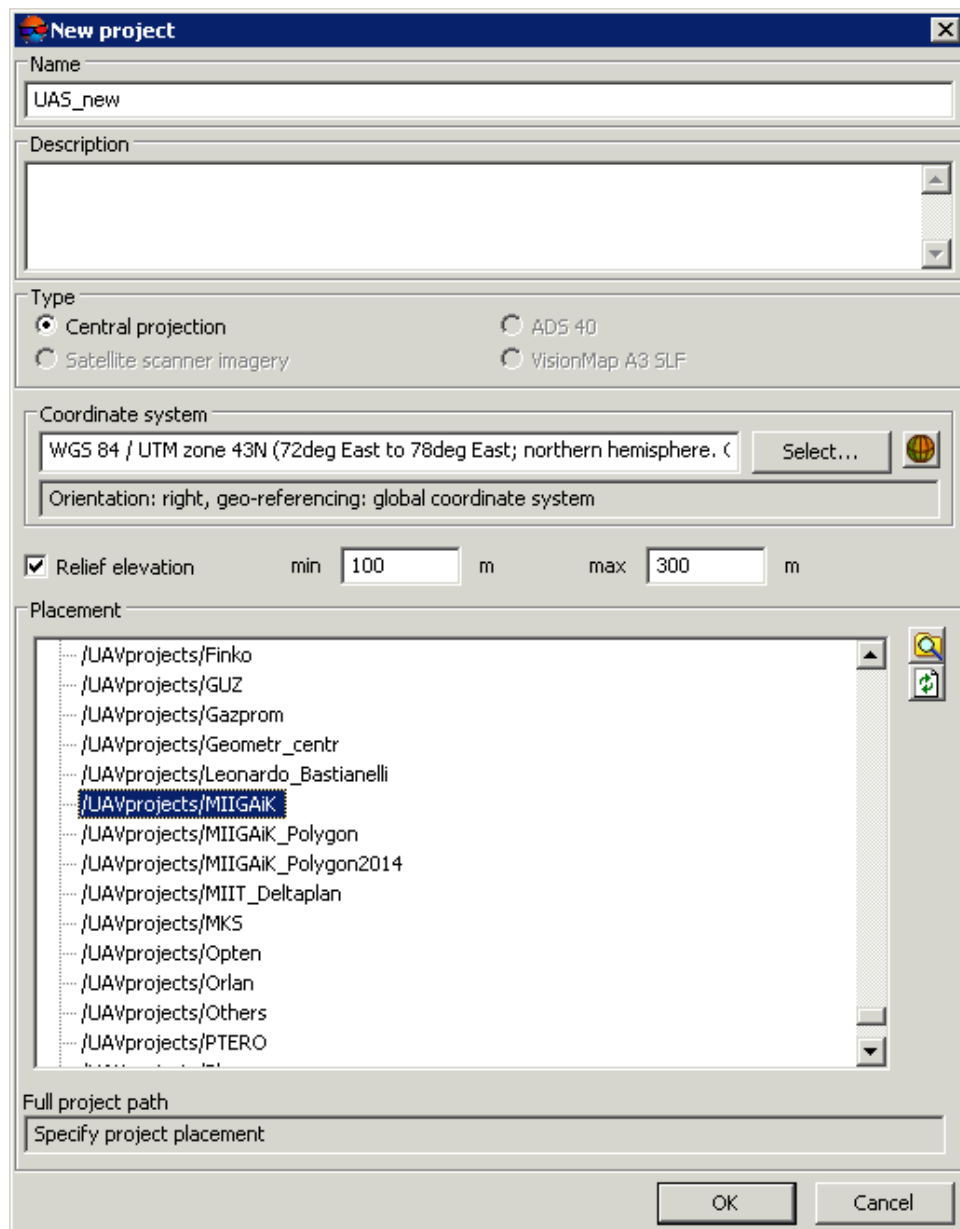 New project
Name
UAS_new
Description
Type
Central projection
ADS 40
Satellite scanner imagery
VisionMap A3 SLF
Coordinate system
WGS 84 / UTM zone 43N (72deg East to 78deg East; northern hemisphere.
Select...
Orientation: right, geo-referencing: global coordinate system
Relief elevation min 100 m max 300 m
Placement
/UAVprojects/Finko
/UAVprojects/GUZ
/UAVprojects/Gazprom
/UAVprojects/Geometr_centr
/UAVprojects/Leonardo_Bastianelli
/UAVprojects/MIIGAiK
/UAVprojects/MIIGAiK_Polygon
/UAVprojects/MIIGAiK_Polygon2014
/UAVprojects/MIIT_Deltaplan
/UAVprojects/MKS
/UAVprojects/Opten
/UAVprojects/Orlan
/UAVprojects/Others
/UAVprojects/PTERO
Full project path
Specify project placement
OK
Cancel